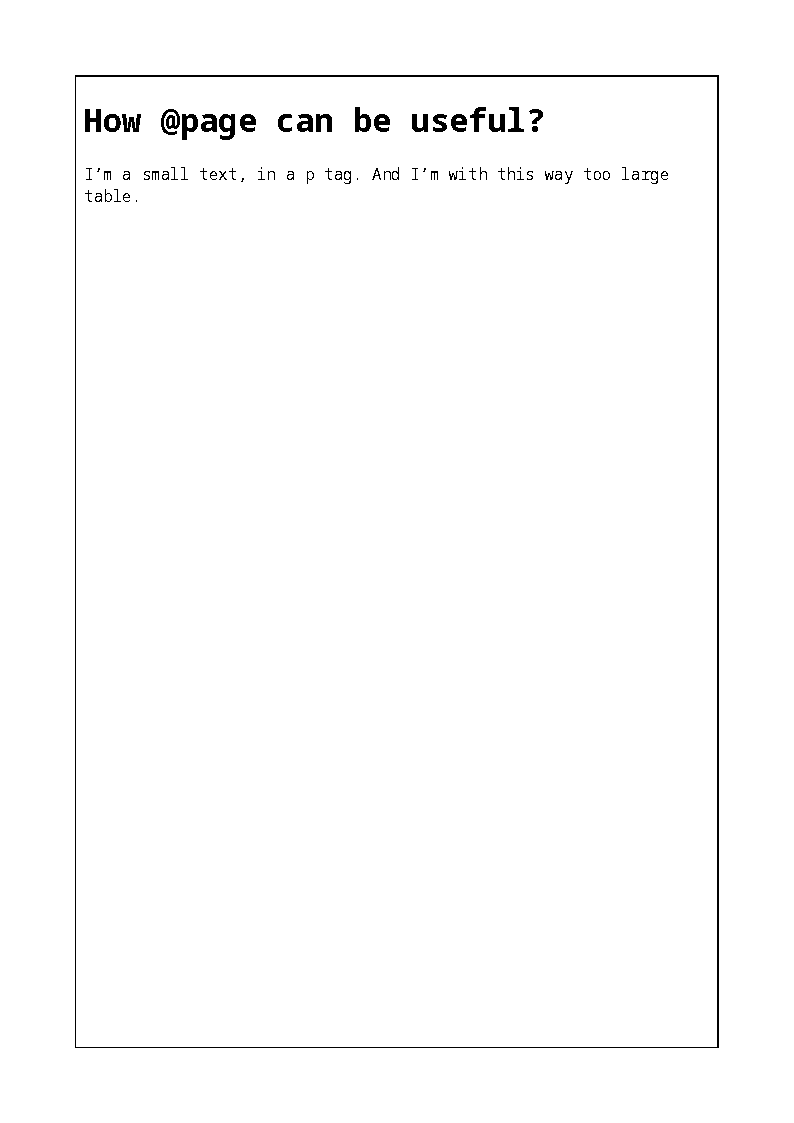 How @page can be useful?
I’m a small text, in a p tag. And I’m with this way too large
table.